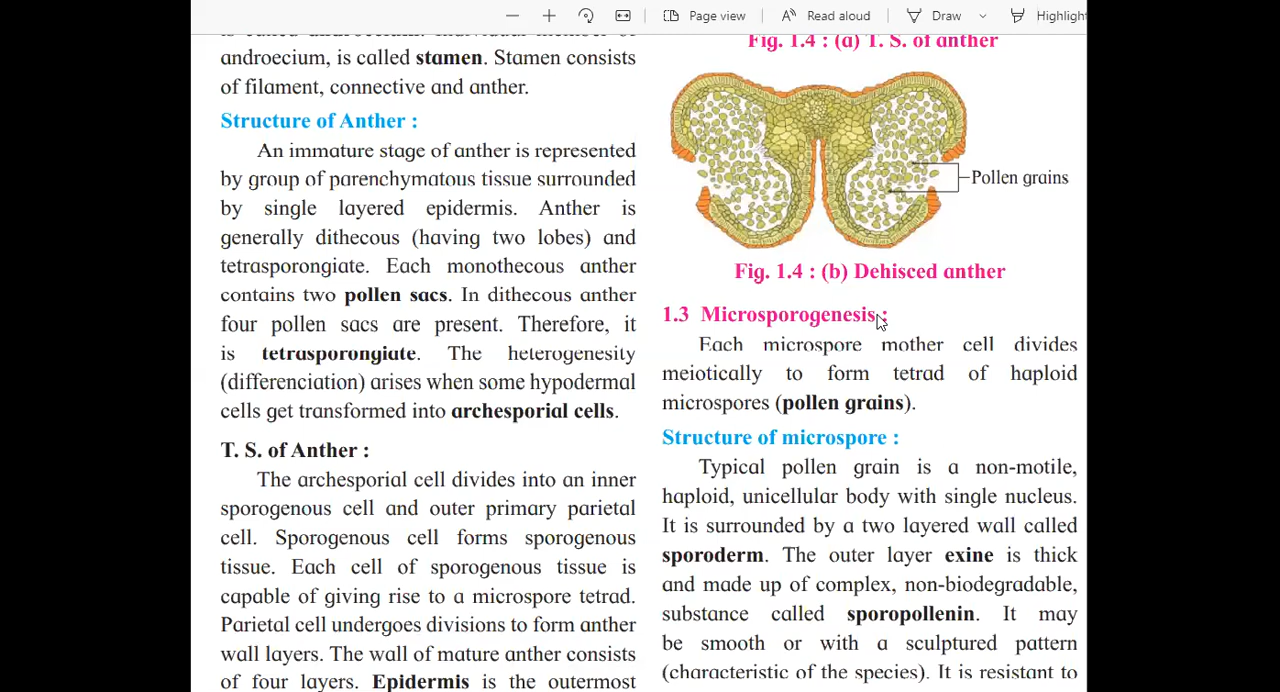 Page view
Read aloud
Draw
Highlight
androecium, is called stamen. Stamen consists
of filament, connective and anther.
Structure of Anther :
An immature stage of anther is represented
by group of parenchymatous tissue surrounded
by single layered epidermis. Anther is
generally dithecous (having two lobes) and
tetrasporongiate. Each monothecous anther
contains two pollen sacs. In dithecous anther
four pollen sacs are present. Therefore, it
is tetrasporongiate. The heterogenesity
(differenciation) arises when some hypodermal
cells get transformed into archesporial cells.
T. S. of Anther :
The archesporial cell divides into an inner
sporogenous cell and outer primary parietal
cell. Sporogenous cell forms sporogenous
tissue. Each cell of sporogenous tissue is
capable of giving rise to a microspore tetrad.
Parietal cell undergoes divisions to form anther
wall layers. The wall of mature anther consists
of four layers. Epidermis is the outermost
Fig. 1.4 : (a) T. S. of anther
Pollen grains
Fig. 1.4 : (b) Dehisced anther
1.3 Microsporogenesis :
Each microspore mother cell divides
meiotically to form tetrad of haploid
microspores (pollen grains).
Structure of microspore :
Typical pollen grain is a non-motile,
haploid, unicellular body with single nucleus.
It is surrounded by a two layered wall called
sporoderm. The outer layer exine is thick
and made up of complex, non-biodegradable,
substance called sporopollenin. It may
be smooth or with a sculptured pattern
(characteristic of the species). It is resistant to